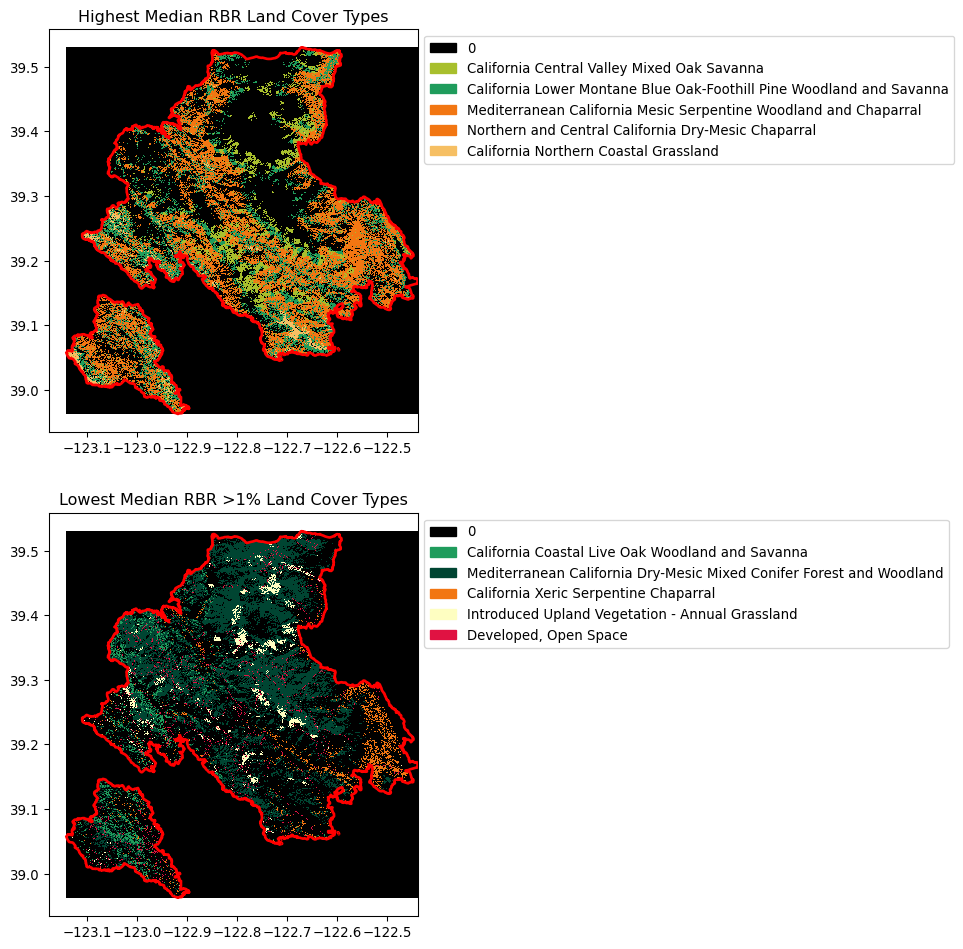 Highest Median RBR Land Cover Types
39.5
39.4
39.3
39.2
39.1
39.0
−123.1−123.0−122.9−122.8−122.7−122.6−122.5
0
California Central Valley Mixed Oak Savanna
California Lower Montane Blue Oak-Foothill Pine Woodland and Savanna
Mediterranean California Mesic Serpentine Woodland and Chaparral
Northern and Central California Dry-Mesic Chaparral
California Northern Coastal Grassland
Lowest Median RBR >1% Land Cover Types
39.5
39.4
39.3
39.2
39.1
39.0
−123.1−123.0−122.9−122.8−122.7−122.6−122.5
0
California Coastal Live Oak Woodland and Savanna
Mediterranean California Dry-Mesic Mixed Conifer Forest and Woodland
California Xeric Serpentine Chaparral
Introduced Upland Vegetation - Annual Grassland
Developed, Open Space